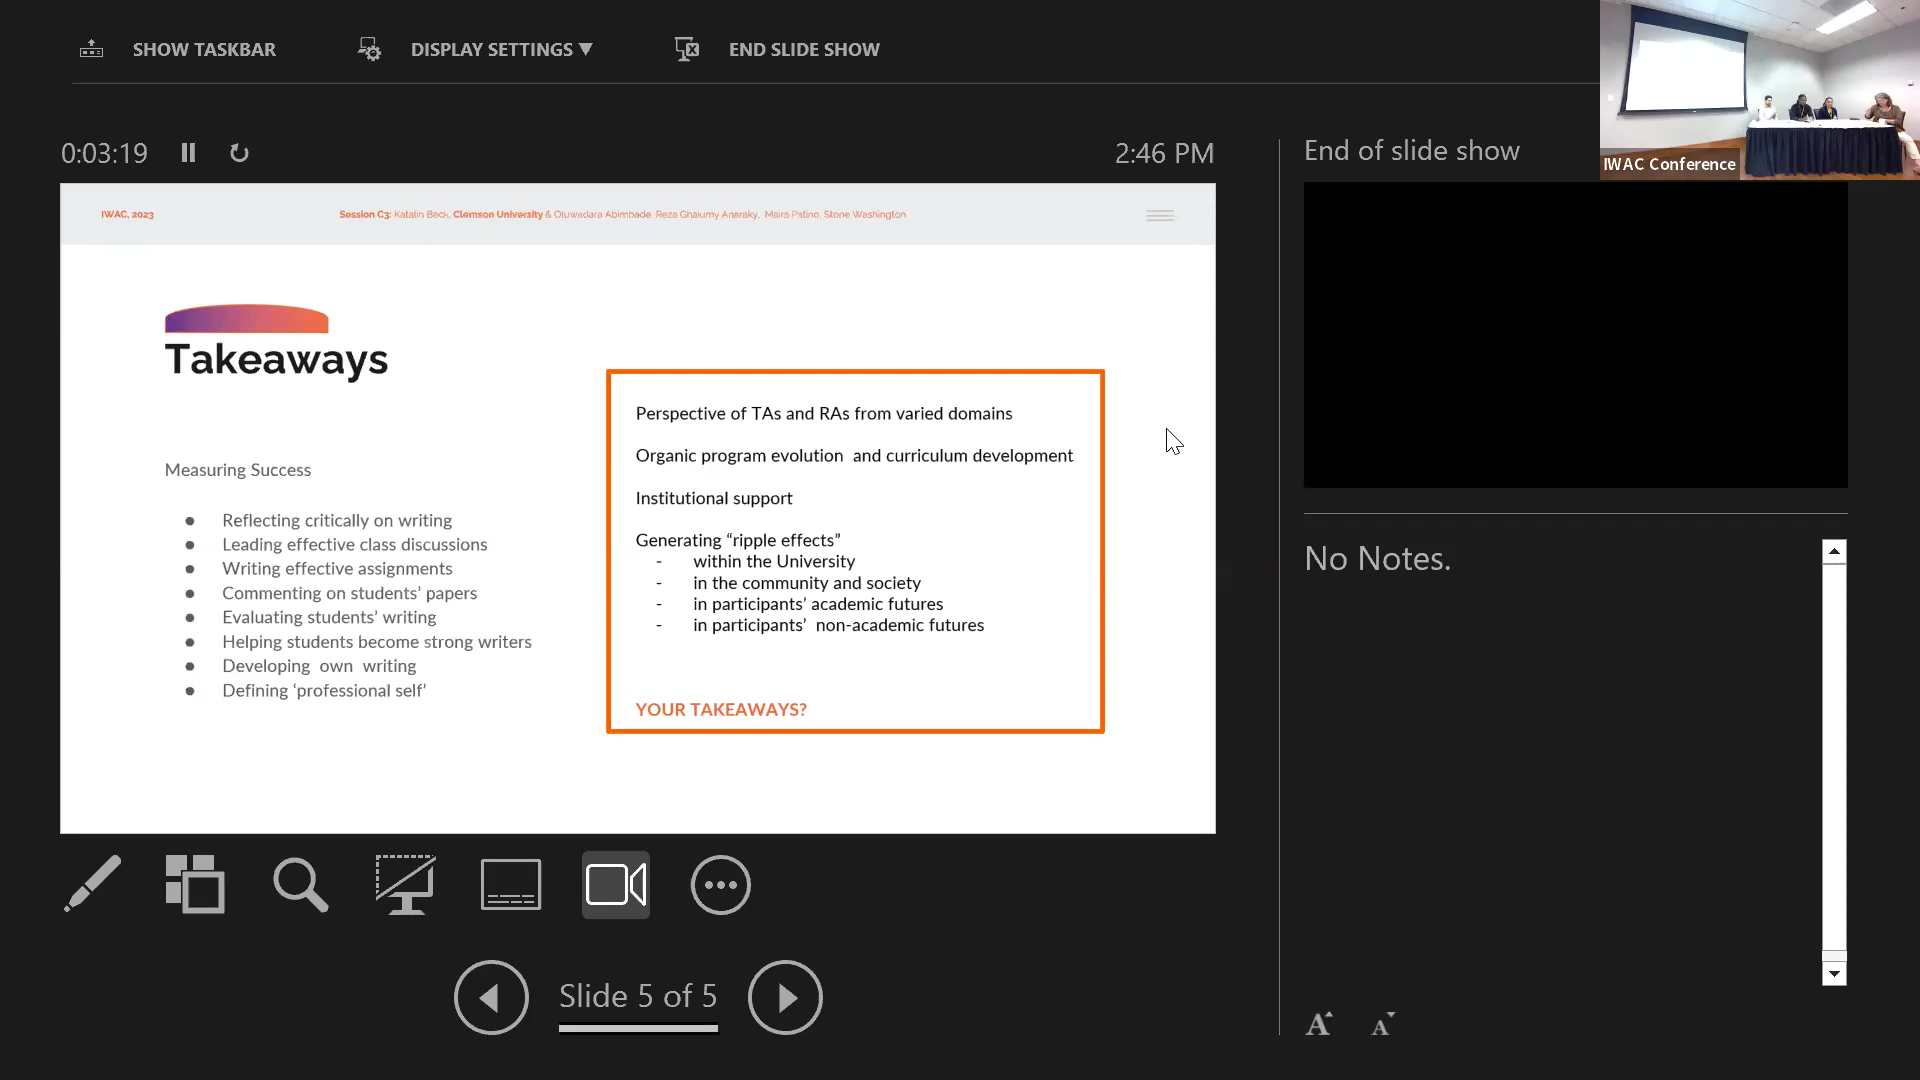 SHOW TASKBAR
DISPLAY SETTINGS ▼
END SLIDE SHOW
IWAC Conference
0:03:19
2:46 PM
End of slide show
IWAC, 2023
Session C3: Katalin Beck, Clemson University & Oluwadara Abimbade, Reza Ghaiumy Anaraky, Maira Patino, Stone Washington
Takeaways
Measuring Success
● Reflecting critically on writing
● Leading effective class discussions
● Writing effective assignments
● Commenting on students’ papers
● Evaluating students’ writing
● Helping students become strong writers
● Developing own writing
● Defining ‘professional self’
Perspective of TAs and RAs from varied domains
Organic program evolution and curriculum development
Institutional support
Generating “ripple effects”
- within the University
- in the community and society
- in participants’ academic futures
- in participants’ non-academic futures
YOUR TAKEAWAYS?
No Notes.
Slide 5 of 5
A A